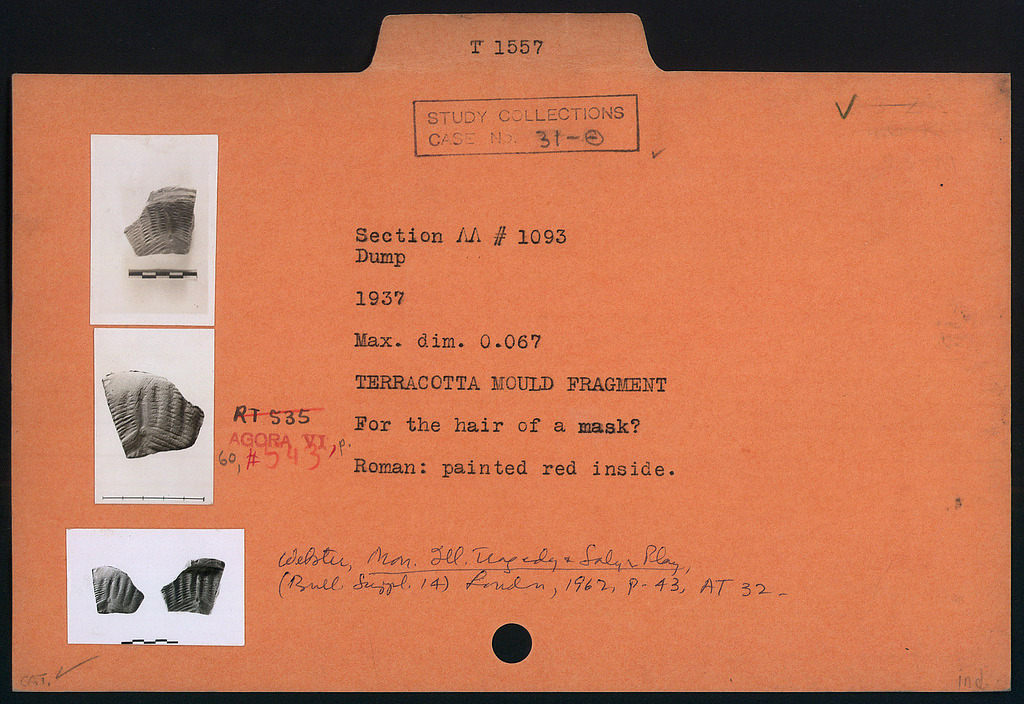 T 1557
STUDY COLLECTIONS
CASE No. 31-
Section ΛΛ # 1093
Dump
1937
Max. dim. 0.067
TERRACOTTA MOULD FRAGMENT
RT 535
For the hair of a mask?
AGORA VI, p.
60, #543
Roman: painted red inside.
Webster, Mon. Ill. Tragedy & Satyr Play,
(Bull. Suppl. 14) London, 1962, p. 43, AT 32 -
CAT.
ind.